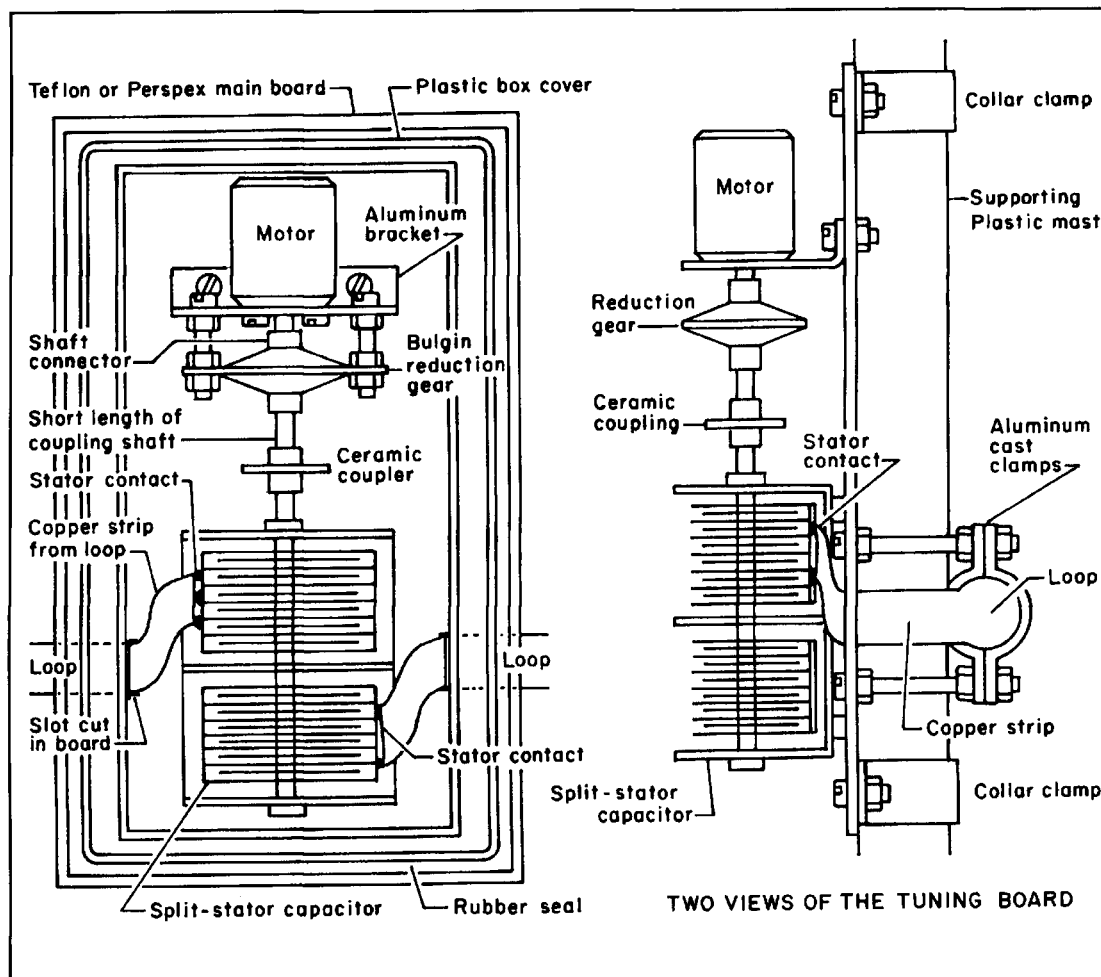 Teflon or Perspex main board
Plastic box cover
Motor
Aluminum
bracket
Shaft
connector
Bulgin
reduction
gear
Short length of
coupling shaft
Ceramic
coupler
Stator contact
Copper strip
from loop
Loop
Loop
Slot cut
in board
Stator contact
Split-stator capacitor
Rubber seal
Collar clamp
Motor
Supporting
Plastic mast
Reduction
gear
Ceramic
coupling
Stator
contact
Aluminum
cast
clamps
Loop
Copper strip
Split-stator
capacitor
Collar clamp
TWO VIEWS OF THE TUNING BOARD